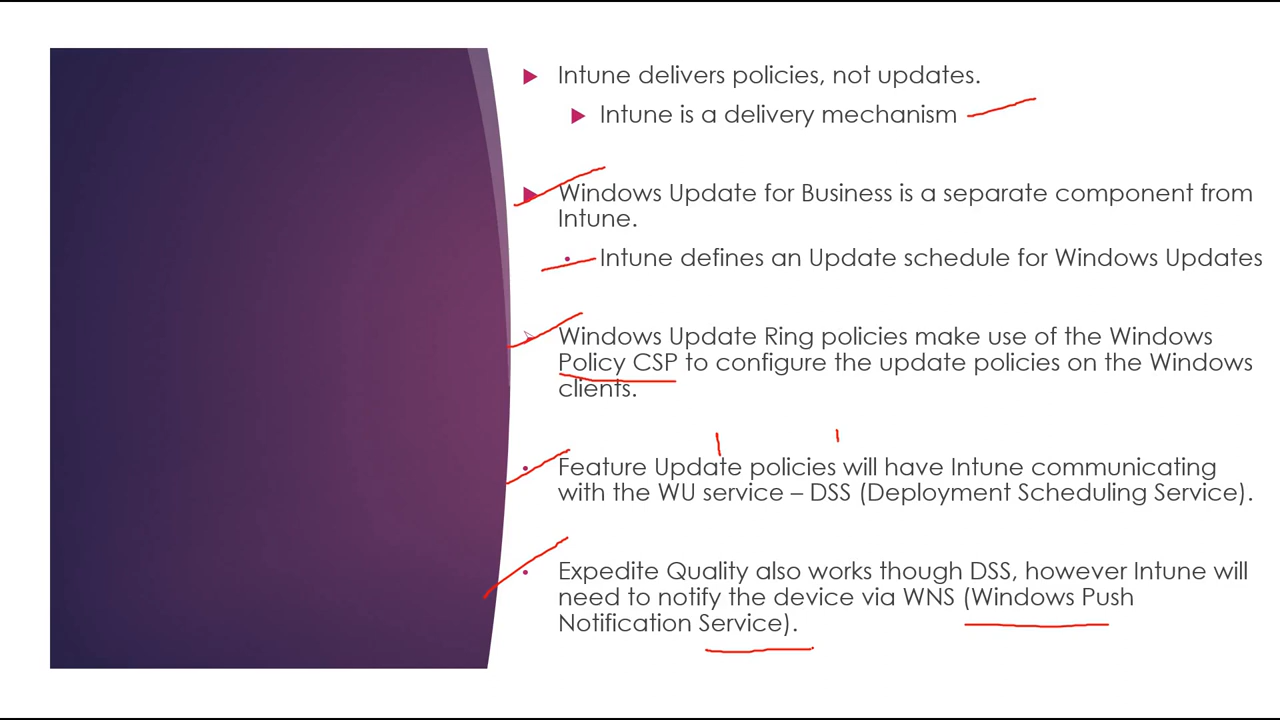 Intune delivers policies, not updates.
Intune is a delivery mechanism
Windows Update for Business is a separate component from
Intune.
Intune defines an Update schedule for Windows Updates
Windows Update Ring policies make use of the Windows
Policy CSP to configure the update policies on the Windows
clients.
Feature Update policies will have Intune communicating
with the WU service – DSS (Deployment Scheduling Service).
Expedite Quality also works though DSS, however Intune will
need to notify the device via WNS (Windows Push
Notification Service).